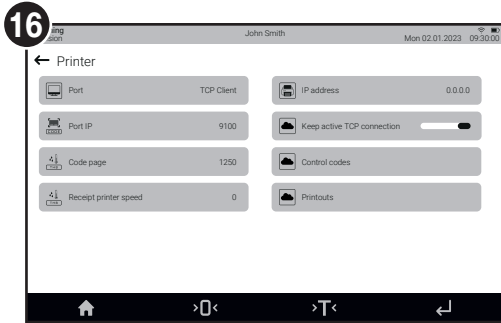 16
John Smith
Mon 02.01.2023 09:30:00
Printer
Port TCP Client
IP address 0.0.0.0
Port IP 9100
Keep active TCP connection
Code page 1250
Control codes
Receipt printer speed 0
Printouts
>0<
>T<